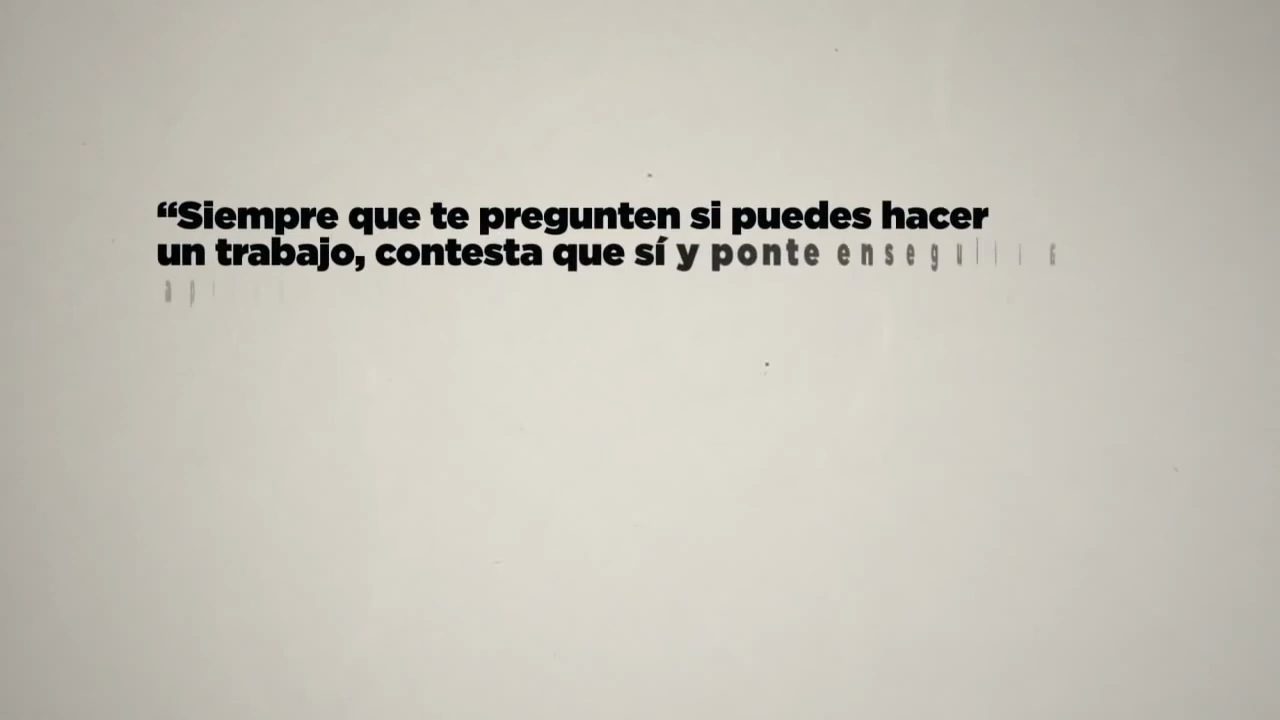 “Siempre que te pregunten si puedes hacer
un trabajo, contesta que sí y ponte